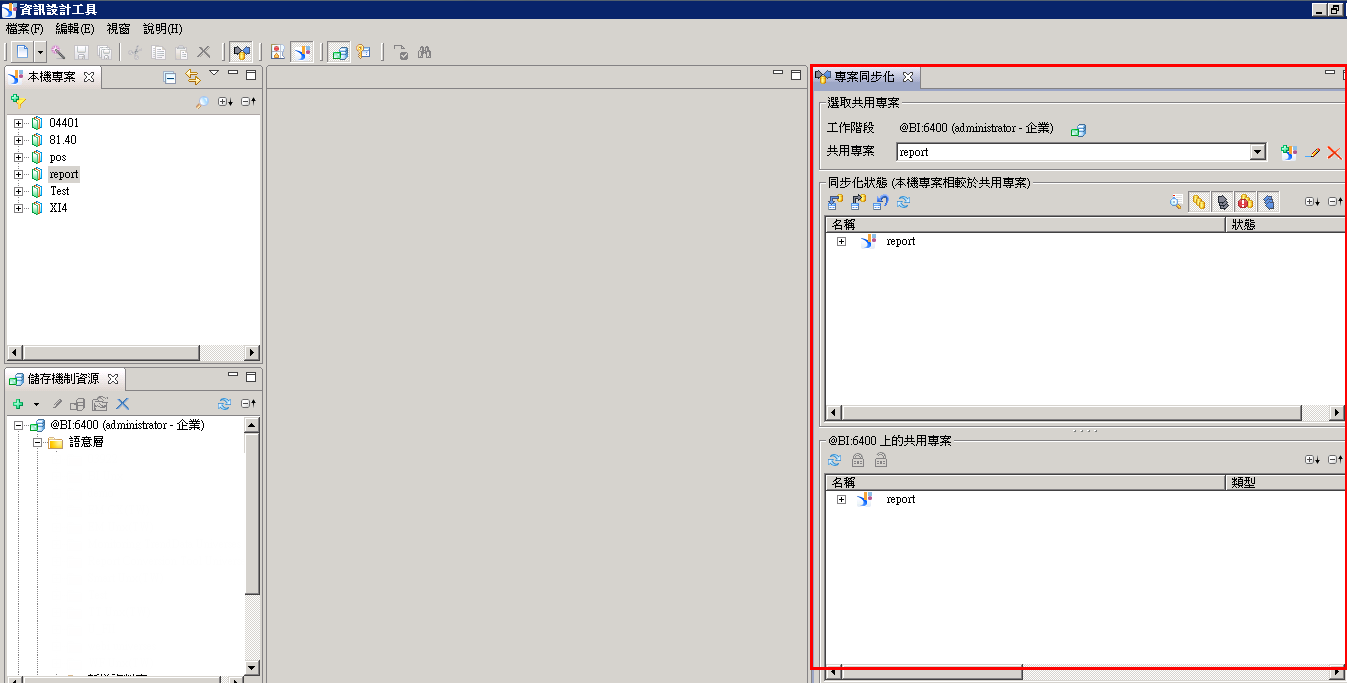 資訊設計工具
檔案(F) 編輯(E) 視窗 說明(H)
本機專案
04401
81.40
pos
report
Test
XI4
儲存機制資源
@BI:6400 (administrator - 企業)
語意層
專案同步化
選取共用專案
工作階段 @BI:6400 (administrator - 企業)
共用專案 report
同步化狀態 (本機專案相較於共用專案)
名稱 狀態
report
@BI:6400 上的共用專案
名稱 類型
report